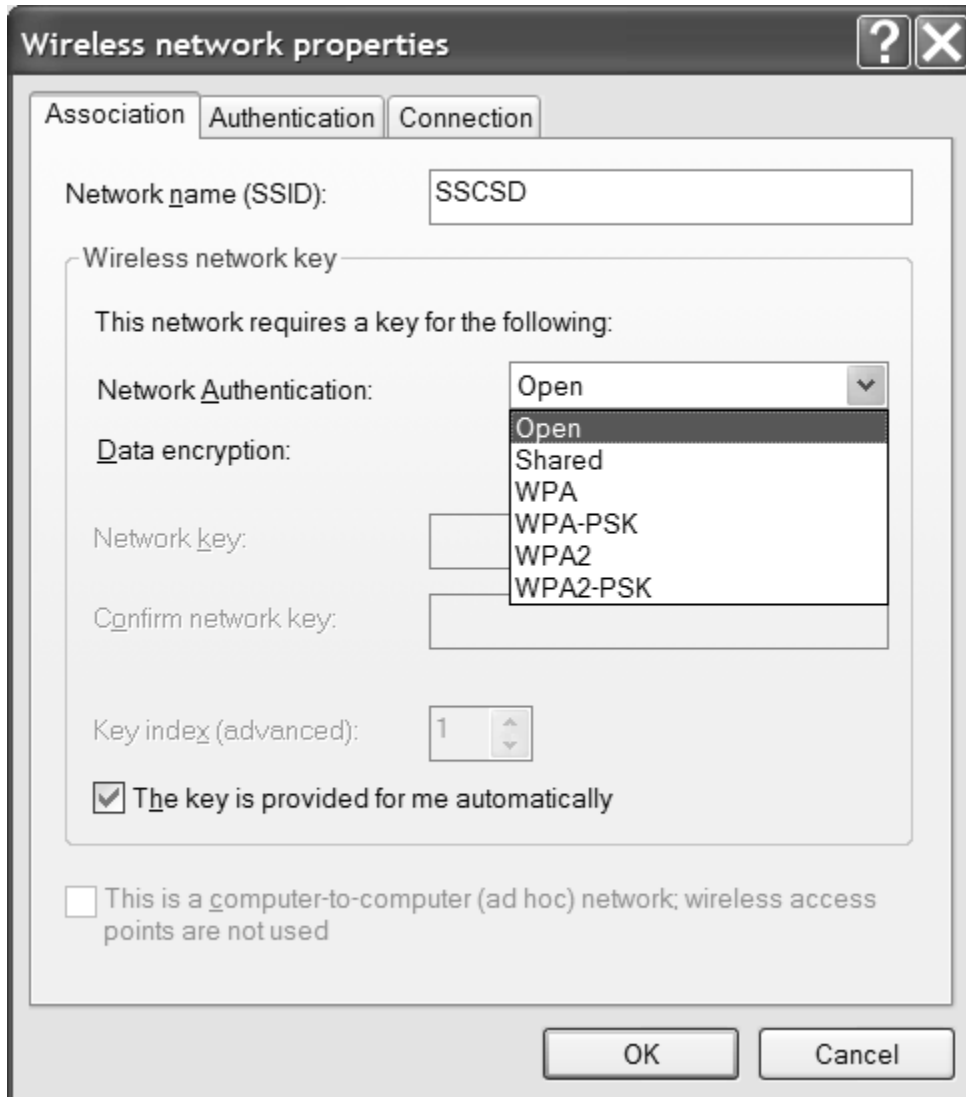 Wireless network properties
Association Authentication Connection
Network name (SSID): SSCSD
Wireless network key
This network requires a key for the following:
Network Authentication: Open
Data encryption:
Open
Shared
WPA
WPA-PSK
WPA2
WPA2-PSK
Network key:
Confirm network key:
Key index (advanced): 1
The key is provided for me automatically
This is a computer-to-computer (ad hoc) network; wireless access
points are not used
OK Cancel